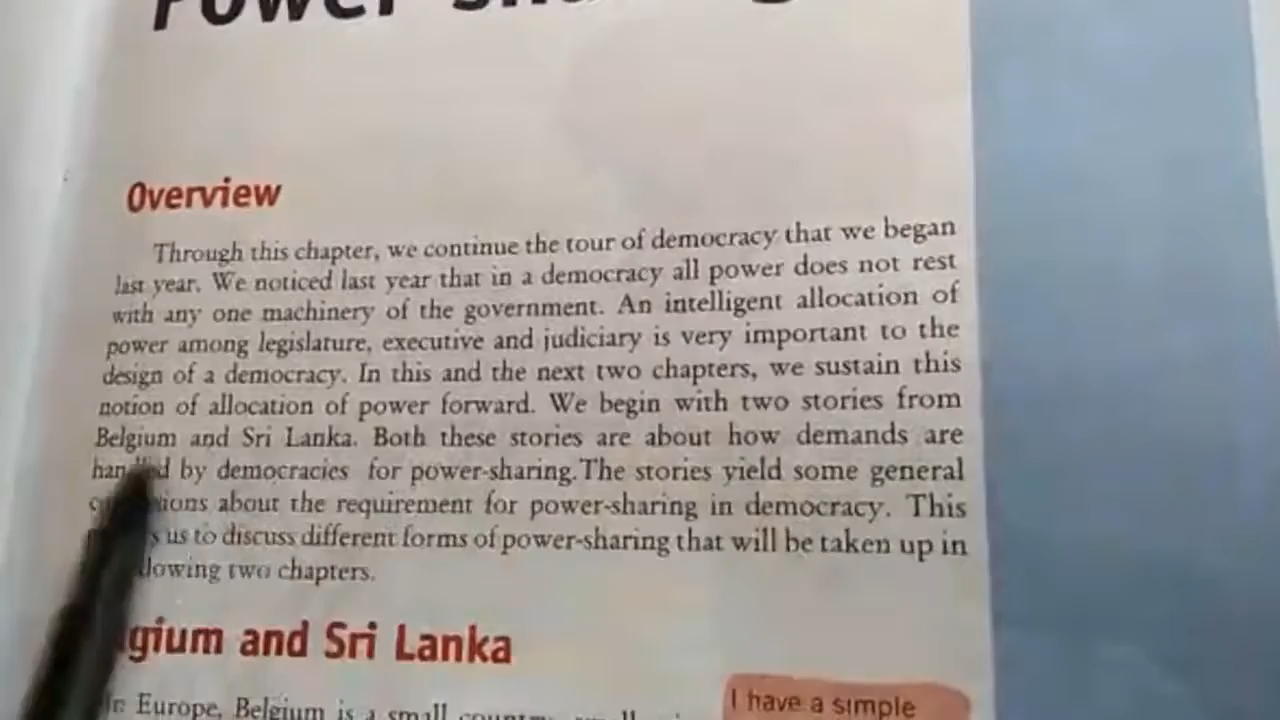 Power
Overview
Through this chapter, we continue the tour of democracy that we began
last year. We noticed last year that in a democracy all power does not rest
with any one machinery of the government. An intelligent allocation of
power among legislature, executive and judiciary is very important to the
design of a democracy. In this and the next two chapters, we sustain this
notion of allocation of power forward. We begin with two stories from
Belgium and Sri Lanka. Both these stories are about how demands are
by democracies for power-sharing. The stories yield some general
about the requirement for power-sharing in democracy. This
us to discuss different forms of power-sharing that will be taken up in
two chapters.
and Sri Lanka
In Europe, Belgium is a small
I have a simple